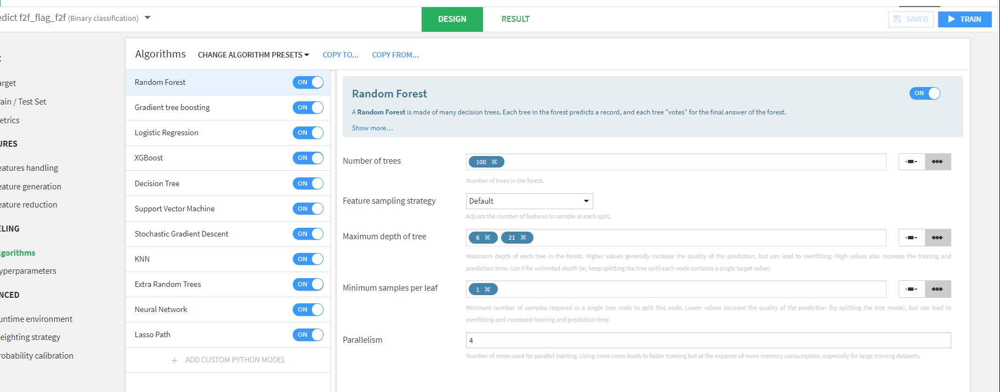 edict f2f_flag_f2f (Binary classification)
DESIGN
RESULT
SAVED
TRAIN
arget
ain / Test Set
etrics
URES
eatures handling
eature generation
eature reduction
ELING
lgorithms
yperparameters
NCED
untime environment
eighting strategy
robability calibration
Algorithms
CHANGE ALGORITHM PRESETS
COPY TO...
COPY FROM...
Random Forest
ON
Gradient tree boosting
ON
Logistic Regression
ON
XGBoost
ON
Decision Tree
ON
Support Vector Machine
ON
Stochastic Gradient Descent
ON
KNN
ON
Extra Random Trees
ON
Neural Network
ON
Lasso Path
ON
+ ADD CUSTOM PYTHON MODEL
Random Forest
ON
A Random Forest is made of many decision trees. Each tree in the forest predicts a record, and each tree "votes" for the final answer of the forest.
Show more...
Number of trees
100
Number of trees in the forest.
Feature sampling strategy
Default
Adjusts the number of features to sample at each split.
Maximum depth of tree
6 21
Maximum depth of each tree in the forest. Higher values generally increase the quality of the prediction, but can lead to overfitting. High values also increase the training and
prediction time. Use 0 for unlimited depth (ie, keep splitting the tree until each node contains a single target value)
Minimum samples per leaf
1
Minimum number of samples required in a single tree node to split this node. Lower values increase the quality of the prediction (by splitting the tree mode), but can lead to
overfitting and increased training and prediction time.
Parallelism
4
Number of cores used for parallel training. Using more cores leads to faster training but at the expense of more memory consumption, especially for large training datasets.